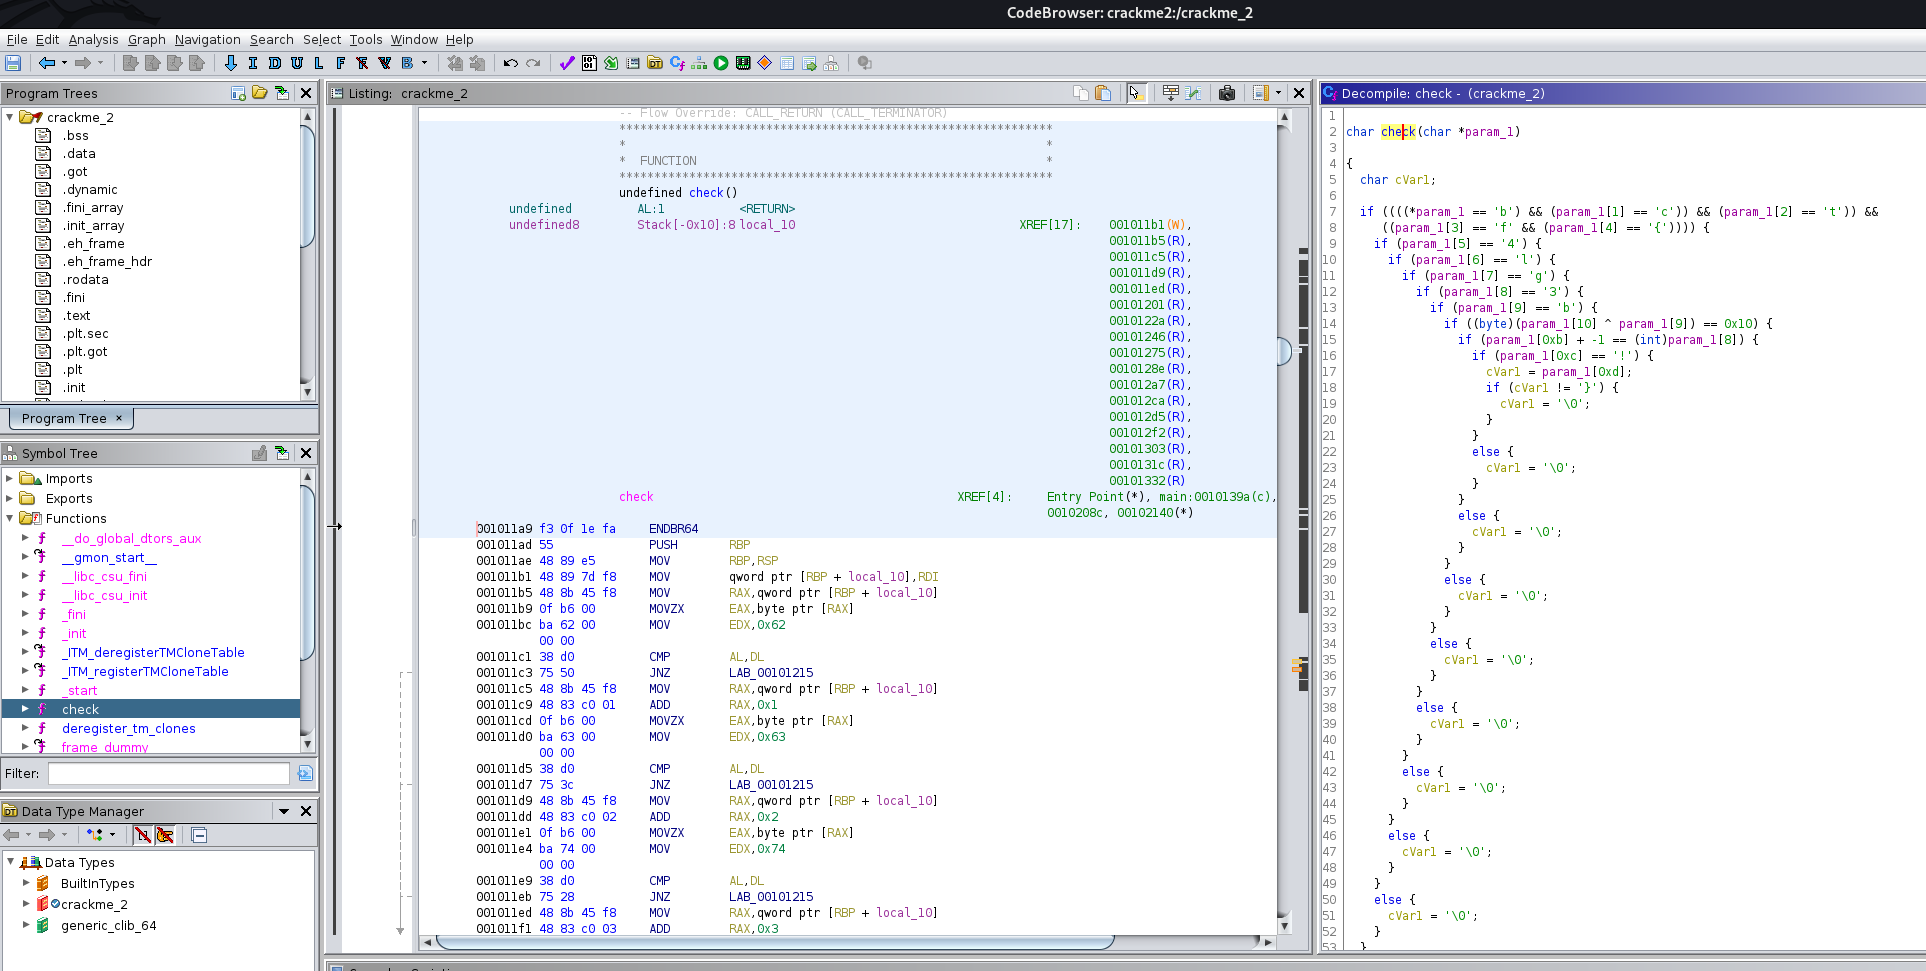 CodeBrowser: crackme2:/crackme_2
File Edit Analysis Graph Navigation Search Select Tools Window Help
I D U L F B
Program Trees
crackme_2
.bss
.data
.got
.dynamic
.fini_array
.init_array
.eh_frame
.eh_frame_hdr
.rodata
.fini
.text
.plt.sec
.plt.got
.plt
.init
Program Tree ×
Symbol Tree
Imports
Exports
Functions
__do_global_dtors_aux
__gmon_start__
__libc_csu_fini
__libc_csu_init
_fini
_init
_ITM_deregisterTMCloneTable
_ITM_registerTMCloneTable
_start
check
deregister_tm_clones
frame_dummy
Filter:
Data Type Manager
Data Types
BuiltInTypes
crackme_2
generic_clib_64
Listing: crackme_2
-- Flow Override: CALL_RETURN (CALL_TERMINATOR)
**************************************************************
* *
* FUNCTION *
**************************************************************
undefined check()
undefined AL:1 <RETURN>
undefined8 Stack[-0x10]:8 local_10 XREF[17]: 001011b1(W),
001011b5(R),
001011c5(R),
001011d9(R),
001011ed(R),
00101201(R),
0010122a(R),
00101246(R),
00101275(R),
0010128e(R),
001012a7(R),
001012ca(R),
001012d5(R),
001012f2(R),
00101303(R),
0010131c(R),
00101332(R)
check XREF[4]: Entry Point(*), main:0010139a(c),
0010208c, 00102140(*)
001011a9 f3 0f 1e fa ENDBR64
001011ad 55 PUSH RBP
001011ae 48 89 e5 MOV RBP,RSP
001011b1 48 89 7d f8 MOV qword ptr [RBP + local_10],RDI
001011b5 48 8b 45 f8 MOV RAX,qword ptr [RBP + local_10]
001011b9 0f b6 00 MOVZX EAX,byte ptr [RAX]
001011bc ba 62 00 MOV EDX,0x62
00 00
001011c1 38 d0 CMP AL,DL
001011c3 75 50 JNZ LAB_00101215
001011c5 48 8b 45 f8 MOV RAX,qword ptr [RBP + local_10]
001011c9 48 83 c0 01 ADD RAX,0x1
001011cd 0f b6 00 MOVZX EAX,byte ptr [RAX]
001011d0 ba 63 00 MOV EDX,0x63
00 00
001011d5 38 d0 CMP AL,DL
001011d7 75 3c JNZ LAB_00101215
001011d9 48 8b 45 f8 MOV RAX,qword ptr [RBP + local_10]
001011dd 48 83 c0 02 ADD RAX,0x2
001011e1 0f b6 00 MOVZX EAX,byte ptr [RAX]
001011e4 ba 74 00 MOV EDX,0x74
00 00
001011e9 38 d0 CMP AL,DL
001011eb 75 28 JNZ LAB_00101215
001011ed 48 8b 45 f8 MOV RAX,qword ptr [RBP + local_10]
001011f1 48 83 c0 03 ADD RAX,0x3
Decompile: check - (crackme_2)
1
2 char check(char *param_1)
3
4 {
5 char cVar1;
6
7 if ((((*param_1 == 'b') && (param_1[1] == 'c')) && (param_1[2] == 't')) &&
8 ((param_1[3] == 'f' && (param_1[4] == '{')))) {
9 if (param_1[5] == '4') {
10 if (param_1[6] == 'l') {
11 if (param_1[7] == 'g') {
12 if (param_1[8] == '3') {
13 if (param_1[9] == 'b') {
14 if ((byte)(param_1[10] ^ param_1[9]) == 0x10) {
15 if (param_1[0xb] + -1 == (int)param_1[8]) {
16 if (param_1[0xc] == '!') {
17 cVar1 = param_1[0xd];
18 if (cVar1 != '}') {
19 cVar1 = '\0';
20 }
21 }
22 else {
23 cVar1 = '\0';
24 }
25 }
26 else {
27 cVar1 = '\0';
28 }
29 }
30 else {
31 cVar1 = '\0';
32 }
33 }
34 else {
35 cVar1 = '\0';
36 }
37 }
38 else {
39 cVar1 = '\0';
40 }
41 }
42 else {
43 cVar1 = '\0';
44 }
45 }
46 else {
47 cVar1 = '\0';
48 }
49 }
50 else {
51 cVar1 = '\0';
52 }
53 }